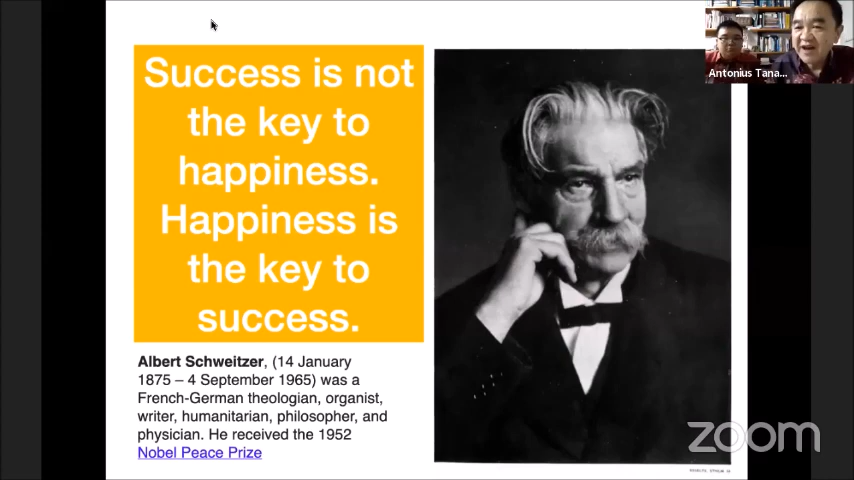 Success is not
the key to
happiness.
Happiness is
the key to
success.
Albert Schweitzer, (14 January
1875 – 4 September 1965) was a
French-German theologian, organist,
writer, humanitarian, philosopher, and
physician. He received the 1952
Nobel Peace Prize
Antonius Tana...
zoom